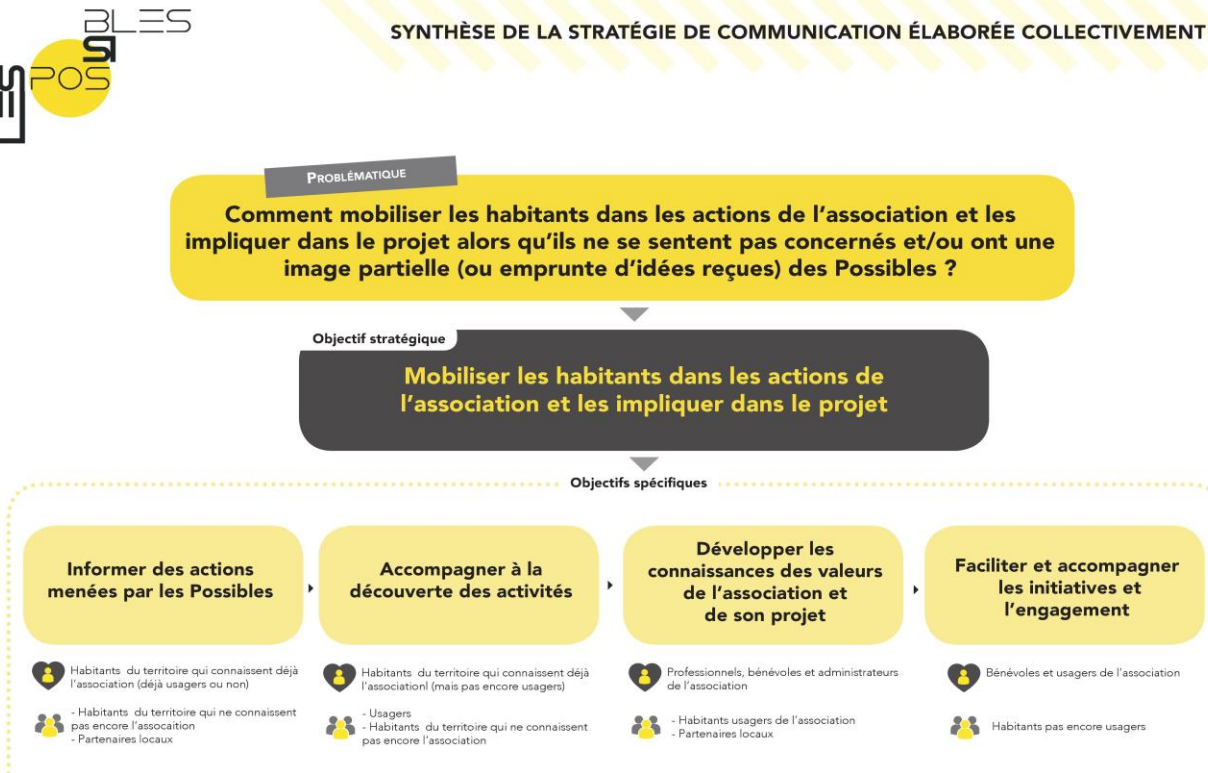 BLES
SI
POS
SYNTHÈSE DE LA STRATÉGIE DE COMMUNICATION ÉLABORÉE COLLECTIVEMENT
PROBLÉMATIQUE
Comment mobiliser les habitants dans les actions de l'association et les
impliquer dans le projet alors qu'ils ne se sentent pas concernés et/ou ont une
image partielle (ou emprunte d'idées reçues) des Possibles ?
Objectif stratégique
Mobiliser les habitants dans les actions de
l'association et les impliquer dans le projet
Objectifs spécifiques
Informer des actions
menées par les Possibles
Habitants du territoire qui connaissent déjà
l'association (déjà usagers ou non)
- Habitants du territoire qui ne connaissent
pas encore l'assocaition
- Partenaires locaux
Accompagner à la
découverte des activités
Habitants du territoire qui connaissent déjà
l'associationl (mais pas encore usagers)
- Usagers
- Habitants du territoire qui ne connaissent
pas encore l'association
Développer les
connaissances des valeurs
de l'association et
de son projet
Professionnels, bénévoles et administrateurs
de l'association
- Habitants usagers de l'association
- Partenaires locaux
Faciliter et accompagner
les initiatives et
l'engagement
Bénévoles et usagers de l'association
Habitants pas encore usagers